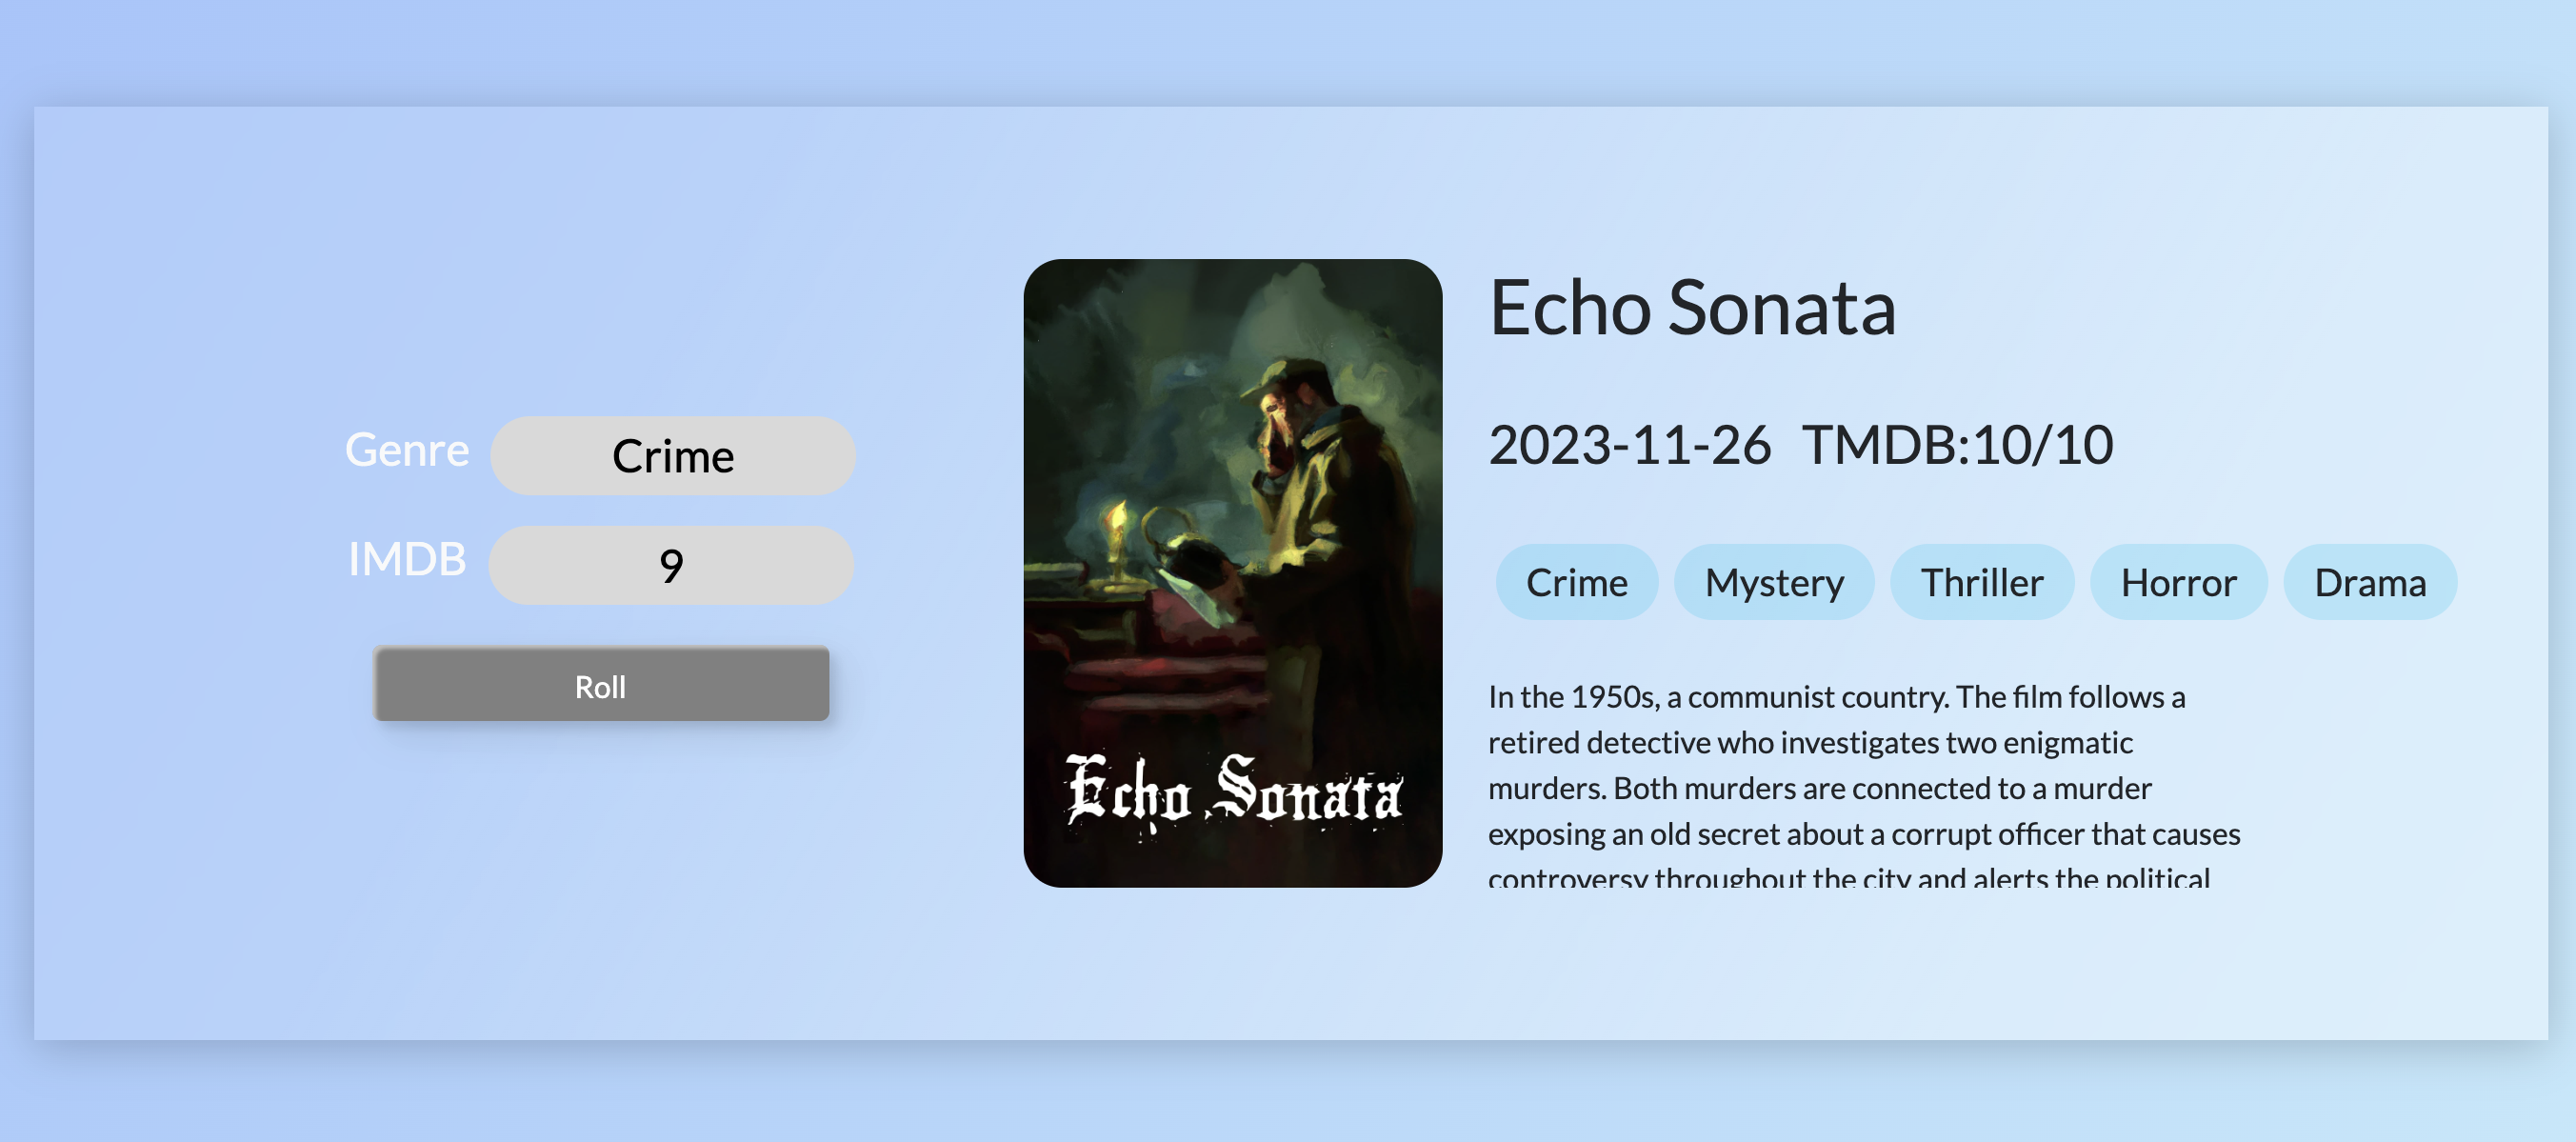 Genre
Crime
IMDB
9
Roll
Echo Sonata
Echo Sonata
2023-11-26 TMDB:10/10
Crime Mystery Thriller Horror Drama
In the 1950s, a communist country. The film follows a
retired detective who investigates two enigmatic
murders. Both murders are connected to a murder
exposing an old secret about a corrupt officer that causes
controversy throughout the city and alerts the political